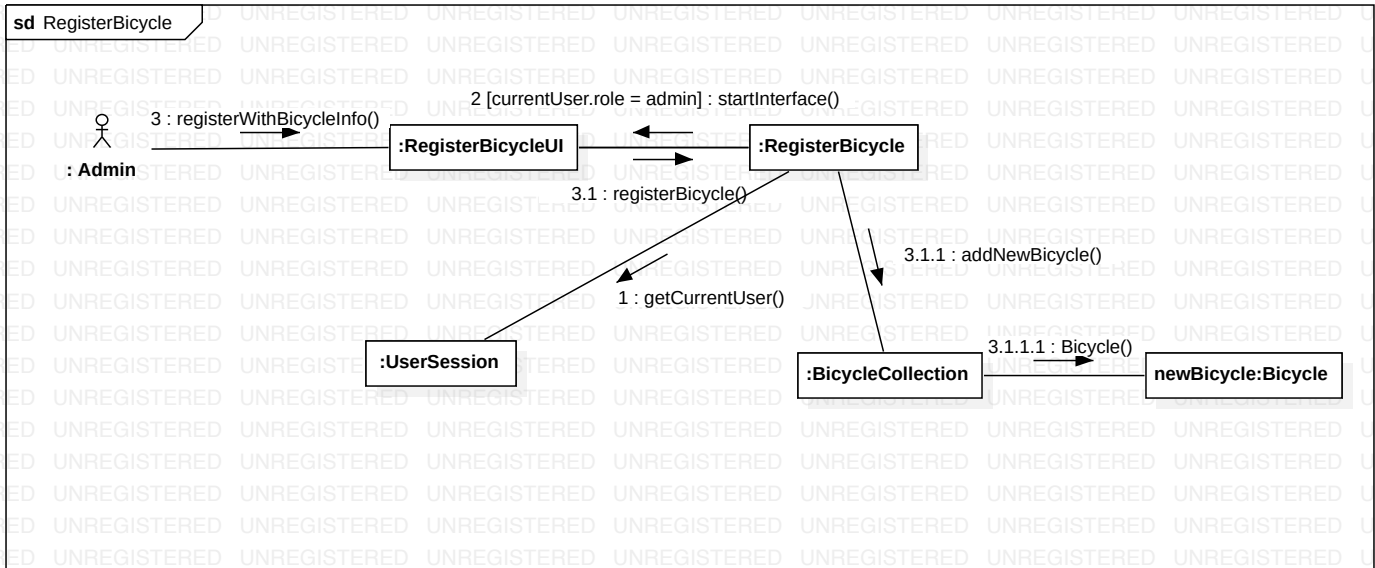 sd RegisterBicycle
2 [currentUser.role = admin] : startInterface()
3 : registerWithBicycleInfo()
:RegisterBicycleUI
:RegisterBicycle
: Admin
3.1 : registerBicycle()
3.1.1 : addNewBicycle()
1 : getCurrentUser()
3.1.1.1 : Bicycle()
:UserSession
:BicycleCollection
newBicycle:Bicycle
UNREGISTERED